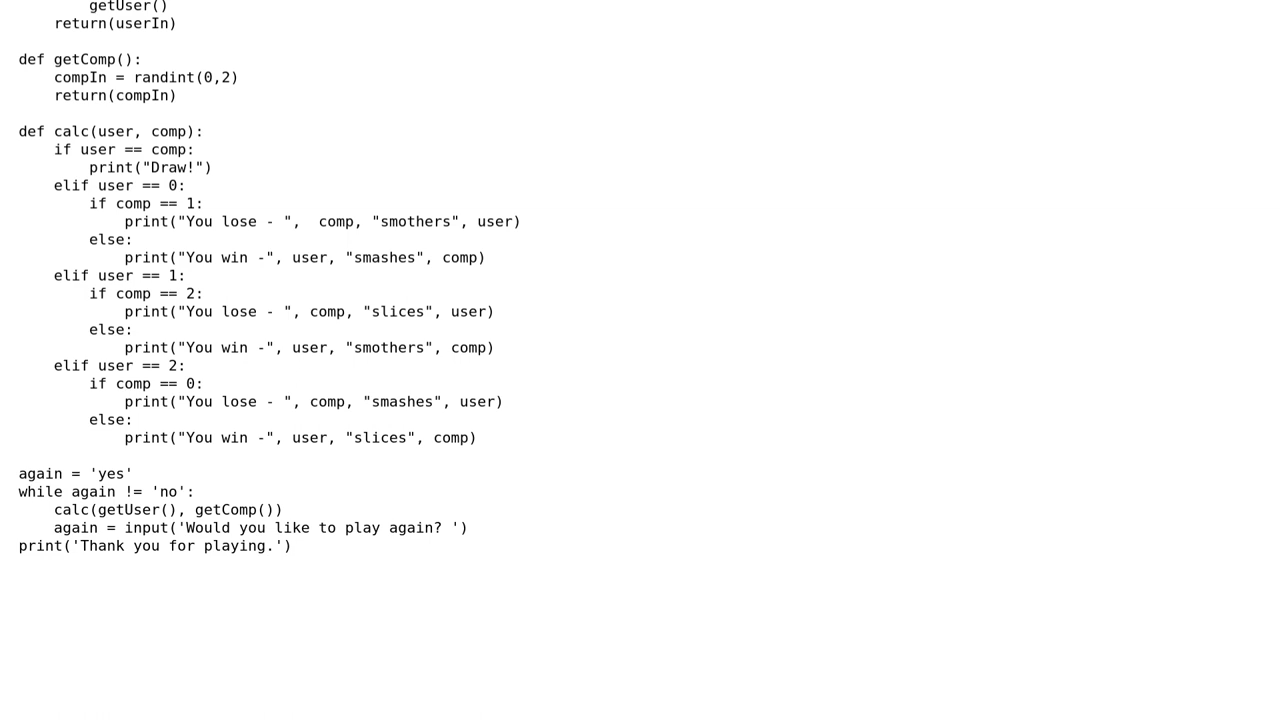 getUser()
    return(userIn)

def getComp():
    compIn = randint(0,2)
    return(compIn)

def calc(user, comp):
    if user == comp:
        print("Draw!")
    elif user == 0:
        if comp == 1:
            print("You lose - ",  comp, "smothers", user)
        else:
            print("You win -", user, "smashes", comp)
    elif user == 1:
        if comp == 2:
            print("You lose - ", comp, "slices", user)
        else:
            print("You win -", user, "smothers", comp)
    elif user == 2:
        if comp == 0:
            print("You lose - ", comp, "smashes", user)
        else:
            print("You win -", user, "slices", comp)

again = 'yes'
while again != 'no':
    calc(getUser(), getComp())
    again = input('Would you like to play again? ')
print('Thank you for playing.')